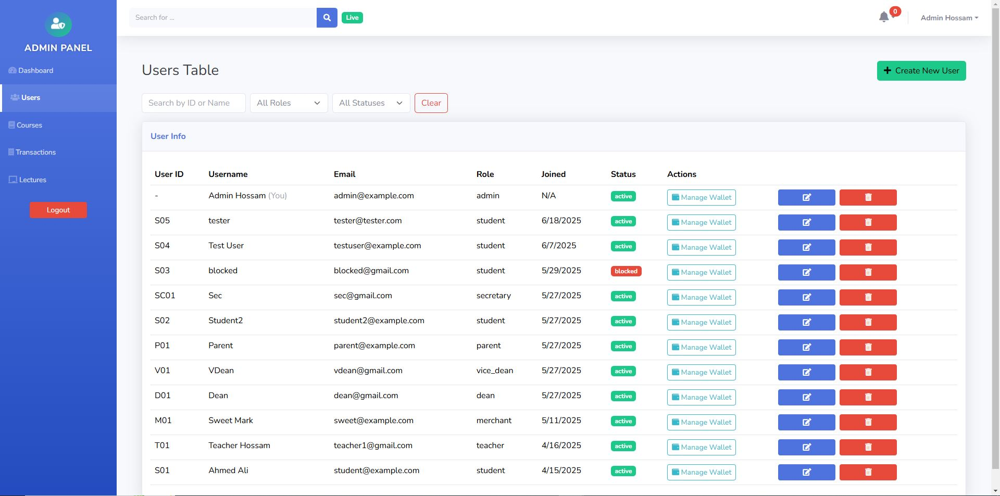 ADMIN PANEL
Dashboard
Users
Courses
Transactions
Lectures
Logout
Search for ...
Live
0
Admin Hossam
Users Table
Create New User
Search by ID or Name
All Roles
All Statuses
Clear
User Info
User ID Username Email Role Joined Status Actions
- Admin Hossam (You) admin@example.com admin N/A active Manage Wallet
S05 tester tester@tester.com student 6/18/2025 active Manage Wallet
S04 Test User testuser@example.com student 6/7/2025 active Manage Wallet
S03 blocked blocked@gmail.com student 5/29/2025 blocked Manage Wallet
SC01 Sec sec@gmail.com secretary 5/27/2025 active Manage Wallet
S02 Student2 student2@example.com student 5/27/2025 active Manage Wallet
P01 Parent parent@example.com parent 5/27/2025 active Manage Wallet
V01 VDean vdean@gmail.com vice_dean 5/27/2025 active Manage Wallet
D01 Dean dean@gmail.com dean 5/27/2025 active Manage Wallet
M01 Sweet Mark sweet@example.com merchant 5/11/2025 active Manage Wallet
T01 Teacher Hossam teacher1@gmail.com teacher 4/16/2025 active Manage Wallet
S01 Ahmed Ali student@example.com student 4/15/2025 active Manage Wallet